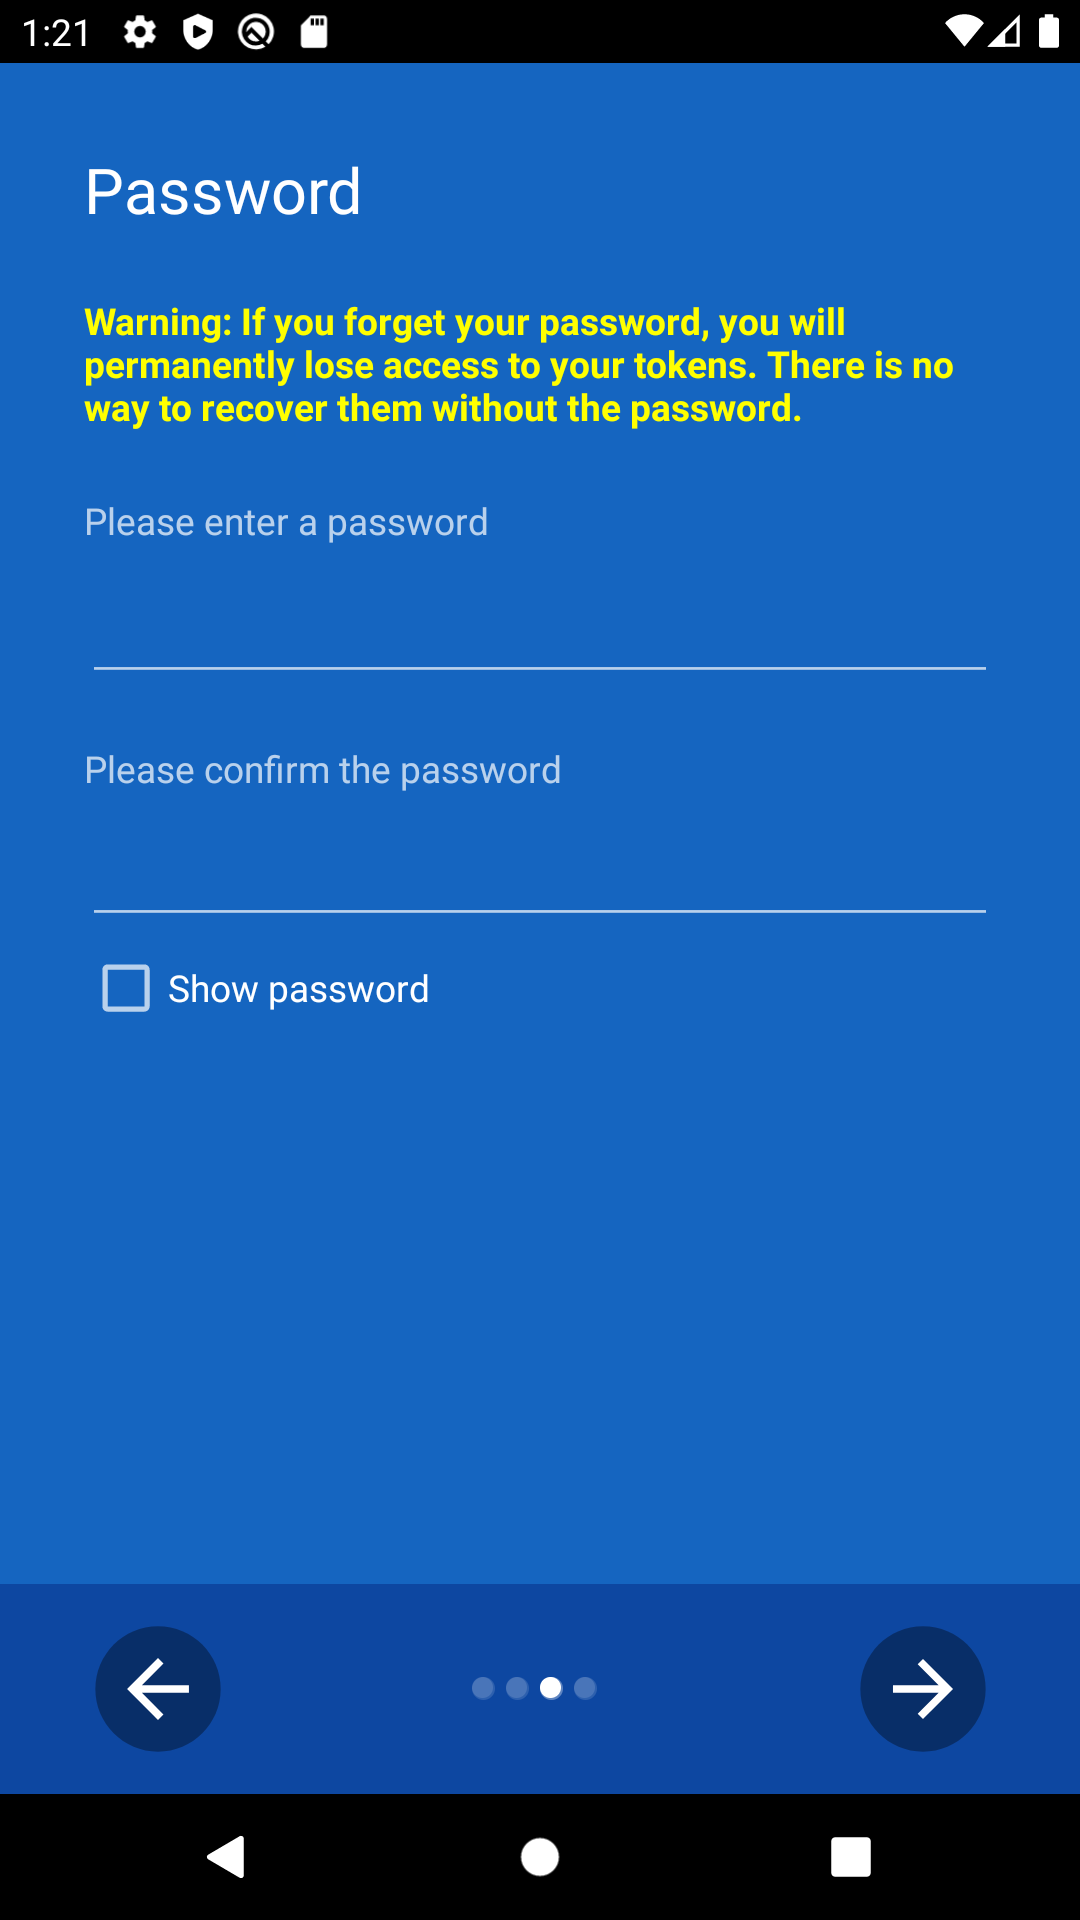 1:21
Password
Warning: If you forget your password, you will
permanently lose access to your tokens. There is no
way to recover them without the password.
Please enter a password
Please confirm the password
Show password